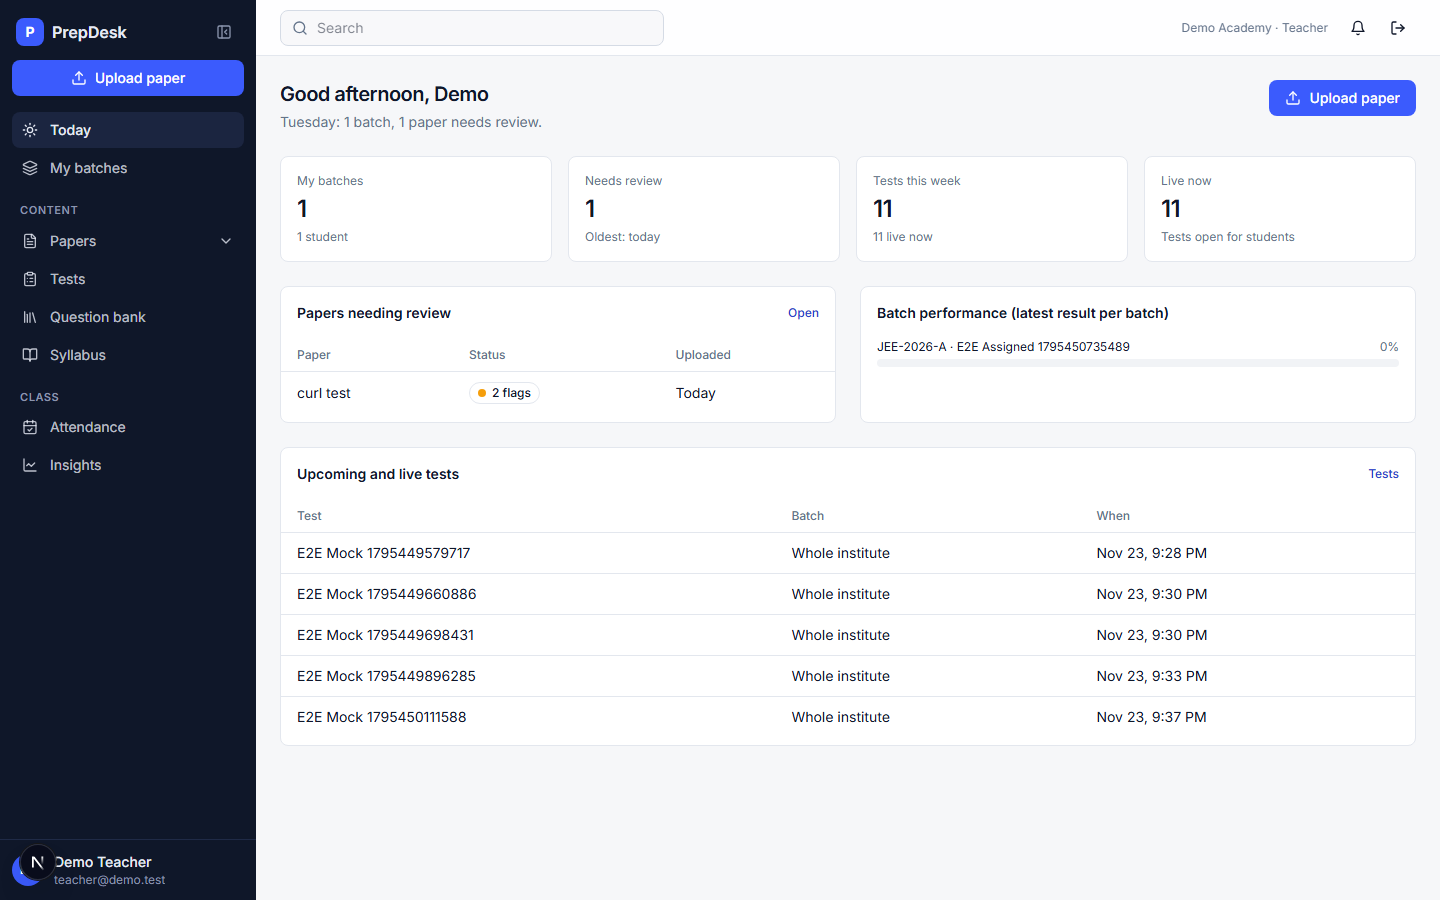 P PrepDesk
Upload paper
Today
My batches
CONTENT
Papers
Tests
Question bank
Syllabus
CLASS
Attendance
Insights
N Demo Teacher
teacher@demo.test
Search
Demo Academy · Teacher
Good afternoon, Demo
Tuesday: 1 batch, 1 paper needs review.
Upload paper
My batches
1
1 student
Needs review
1
Oldest: today
Tests this week
11
11 live now
Live now
11
Tests open for students
Papers needing review Open
Paper Status Uploaded
curl test 2 flags Today
Batch performance (latest result per batch)
JEE-2026-A · E2E Assigned 1795450735489 0%
Upcoming and live tests Tests
Test Batch When
E2E Mock 1795449579717 Whole institute Nov 23, 9:28 PM
E2E Mock 1795449660886 Whole institute Nov 23, 9:30 PM
E2E Mock 1795449698431 Whole institute Nov 23, 9:30 PM
E2E Mock 1795449896285 Whole institute Nov 23, 9:33 PM
E2E Mock 1795450111588 Whole institute Nov 23, 9:37 PM